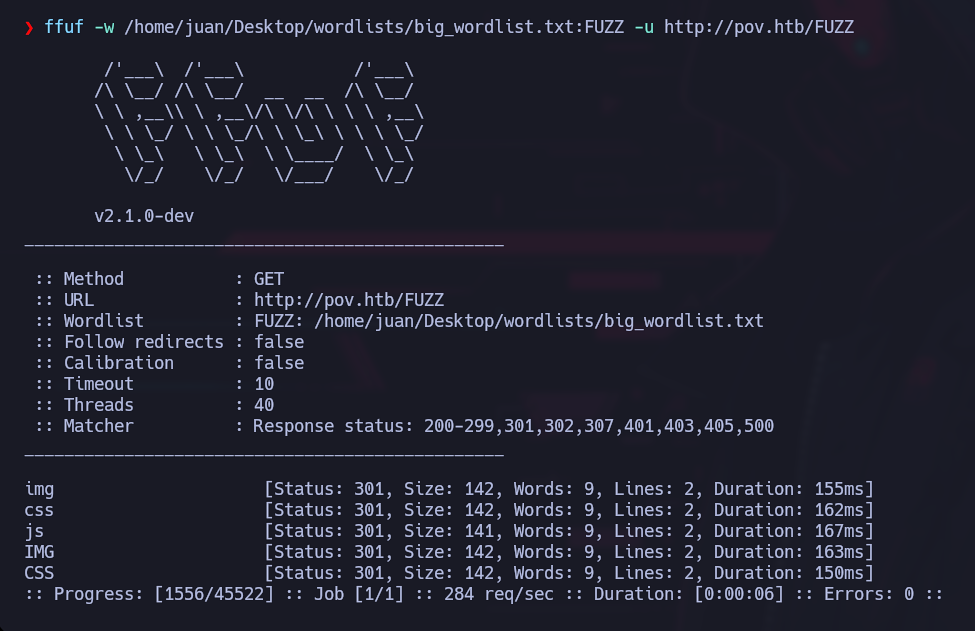 ❯ ffuf -w /home/juan/Desktop/wordlists/big_wordlist.txt:FUZZ -u http://pov.htb/FUZZ

        /'___\  /'___\           /'___\
       /\ \__/ /\ \__/  __  __  /\ \__/
       \ \ ,__\\ \ ,__\/\ \/\ \ \ \ ,__\
        \ \ \_/ \ \ \_/\ \ \_\ \ \ \ \_/
         \ \_\   \ \_\  \ \____/  \ \_\
          \/_/    \/_/   \/___/    \/_/

       v2.1.0-dev
________________________________________________

 :: Method           : GET
 :: URL              : http://pov.htb/FUZZ
 :: Wordlist         : FUZZ: /home/juan/Desktop/wordlists/big_wordlist.txt
 :: Follow redirects : false
 :: Calibration      : false
 :: Timeout          : 10
 :: Threads          : 40
 :: Matcher          : Response status: 200-299,301,302,307,401,403,405,500
________________________________________________

img                     [Status: 301, Size: 142, Words: 9, Lines: 2, Duration: 155ms]
css                     [Status: 301, Size: 142, Words: 9, Lines: 2, Duration: 162ms]
js                      [Status: 301, Size: 141, Words: 9, Lines: 2, Duration: 167ms]
IMG                     [Status: 301, Size: 142, Words: 9, Lines: 2, Duration: 163ms]
CSS                     [Status: 301, Size: 142, Words: 9, Lines: 2, Duration: 150ms]
:: Progress: [1556/45522] :: Job [1/1] :: 284 req/sec :: Duration: [0:00:06] :: Errors: 0 ::